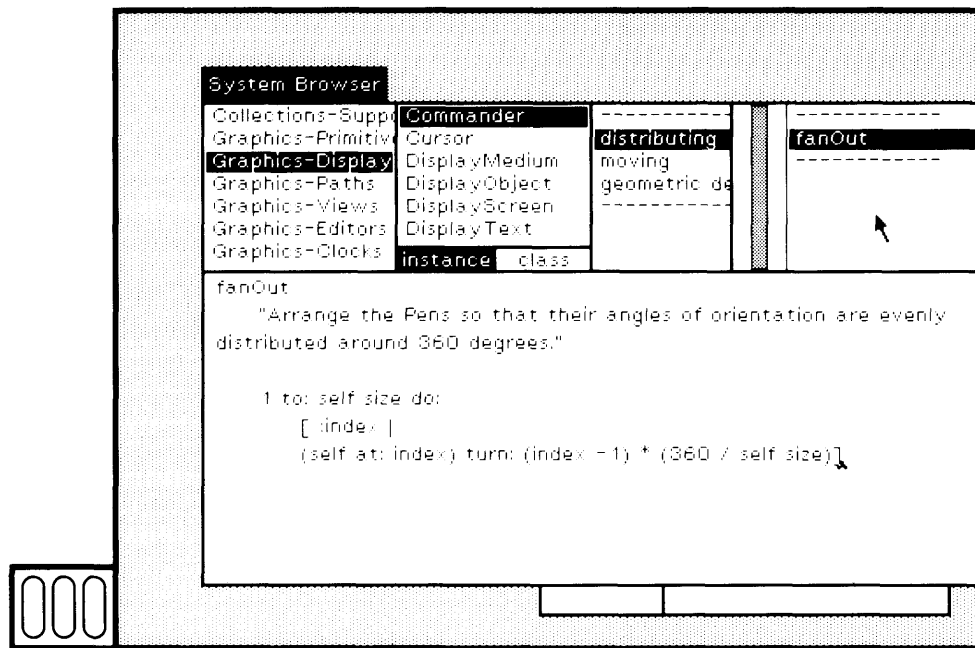 System Browser
Collections-Suppo
Graphics-Primitive
Graphics-Display
Graphics-Paths
Graphics-Views
Graphics-Editors
Graphics-Clocks
Commander
Cursor
DisplayMedium
DisplayObject
DisplayScreen
DisplayText
instance class
------------
distributing
moving
geometric de
------------
------------
fanOut
------------
fanOut
"Arrange the Pens so that their angles of orientation are evenly
distributed around 360 degrees."
1 to: self size do:
[ :index |
(self at: index) turn: (index -1) * (360 / self size)]